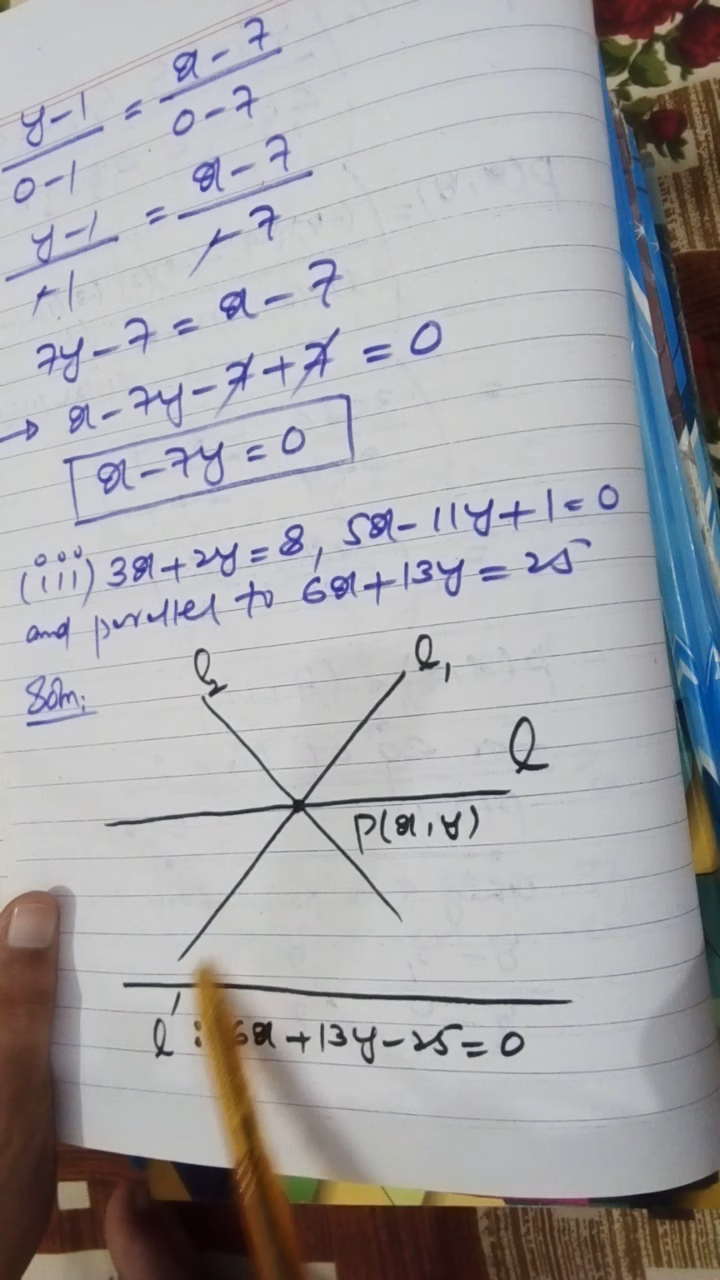 y-1/0-1 = x-7/0-7
y-1/-1 = x-7/-7
7y-7 = x-7
→ x-7y-7+7 = 0
x-7y=0
(iii) 3x+2y=8, 5x-11y+1=0
and parallel to 6x+13y=25
Soln:
l₂ l₁
l
P(x,y)
l': 6x+13y-25=0